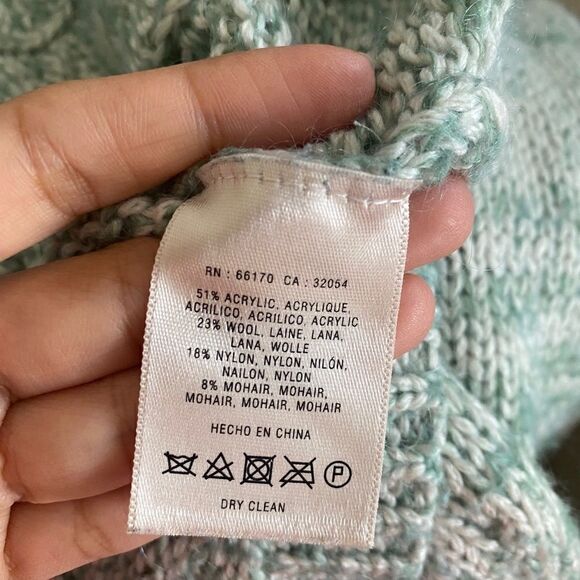 RN : 66170 CA : 32054
51% ACRYLIC, ACRYLIQUE,
ACRILICO, ACRILICO, ACRYLIC
23% WOOL, LAINE, LANA,
LANA, WOLLE
18% NYLON, NYLON, NILÓN,
NAILON, NYLON
8% MOHAIR, MOHAIR,
MOHAIR, MOHAIR, MOHAIR
HECHO EN CHINA
P
DRY CLEAN